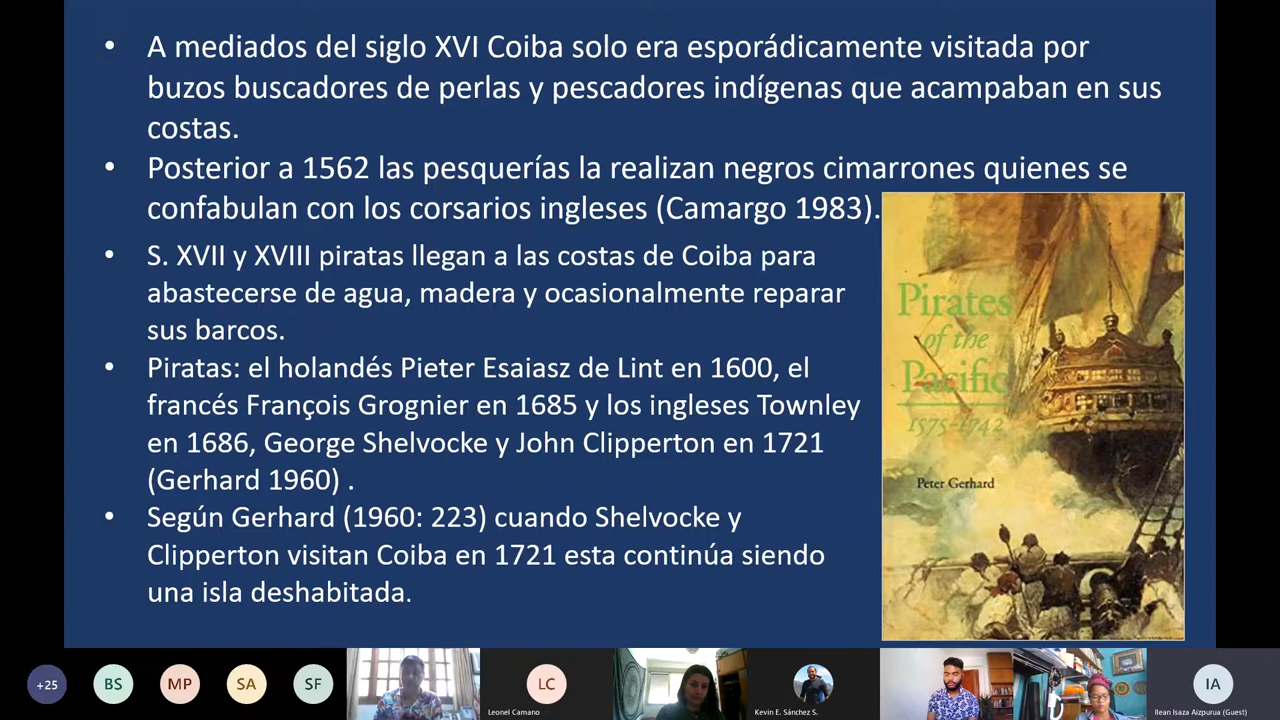 • A mediados del siglo XVI Coiba solo era esporádicamente visitada por
buzos buscadores de perlas y pescadores indígenas que acampaban en sus
costas.
• Posterior a 1562 las pesquerías la realizan negros cimarrones quienes se
confabulan con los corsarios ingleses (Camargo 1983).
• S. XVII y XVIII piratas llegan a las costas de Coiba para
abastecerse de agua, madera y ocasionalmente reparar
sus barcos.
• Piratas: el holandés Pieter Esaiasz de Lint en 1600, el
francés François Grognier en 1685 y los ingleses Townley
en 1686, George Shelvocke y John Clipperton en 1721
(Gerhard 1960) .
• Según Gerhard (1960: 223) cuando Shelvocke y
Clipperton visitan Coiba en 1721 esta continúa siendo
una isla deshabitada.
Pirates
of the
Pacific
1575-1742
Peter Gerhard
+25
BS
MP
SA
SF
LC
Leonel Camano
Kevin E. Sánchez S.
IA
Ilean Isaza Aizpurua (Guest)